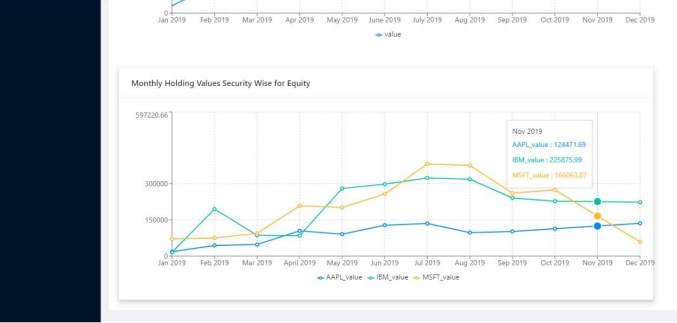 0
Jan 2019 Feb 2019 Mar 2019 Apr 2019 May 2019 June 2019 July 2019 Aug 2019 Sep 2019 Oct 2019 Nov 2019 Dec 2019
value
Monthly Holding Values Security Wise for Equity
597220.66
Nov 2019
AAPL_value : 124471.69
IBM_value : 225875.99
MSFT_value : 166063.87
300000
150000
0
Jan 2019 Feb 2019 Mar 2019 April 2019 May 2019 June 2019 July 2019 Aug 2019 Sep 2019 Oct 2019 Nov 2019 Dec 2019
AAPL_value IBM_value MSFT_value